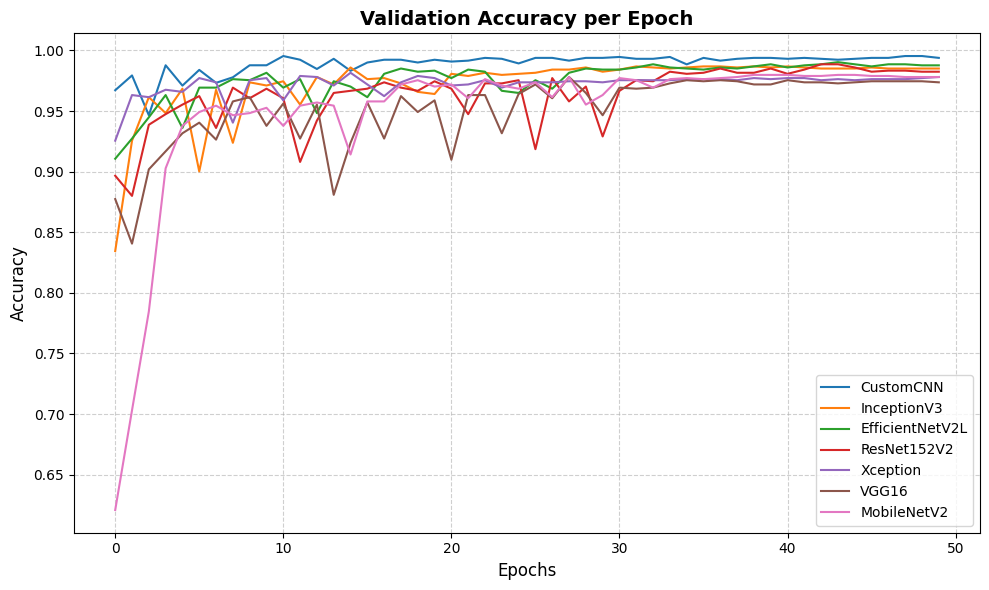 Validation Accuracy per Epoch
Accuracy
1.00
0.95
0.90
0.85
0.80
0.75
0.70
0.65
CustomCNN
InceptionV3
EfficientNetV2L
ResNet152V2
Xception
VGG16
MobileNetV2
0
10
20
30
40
50
Epochs